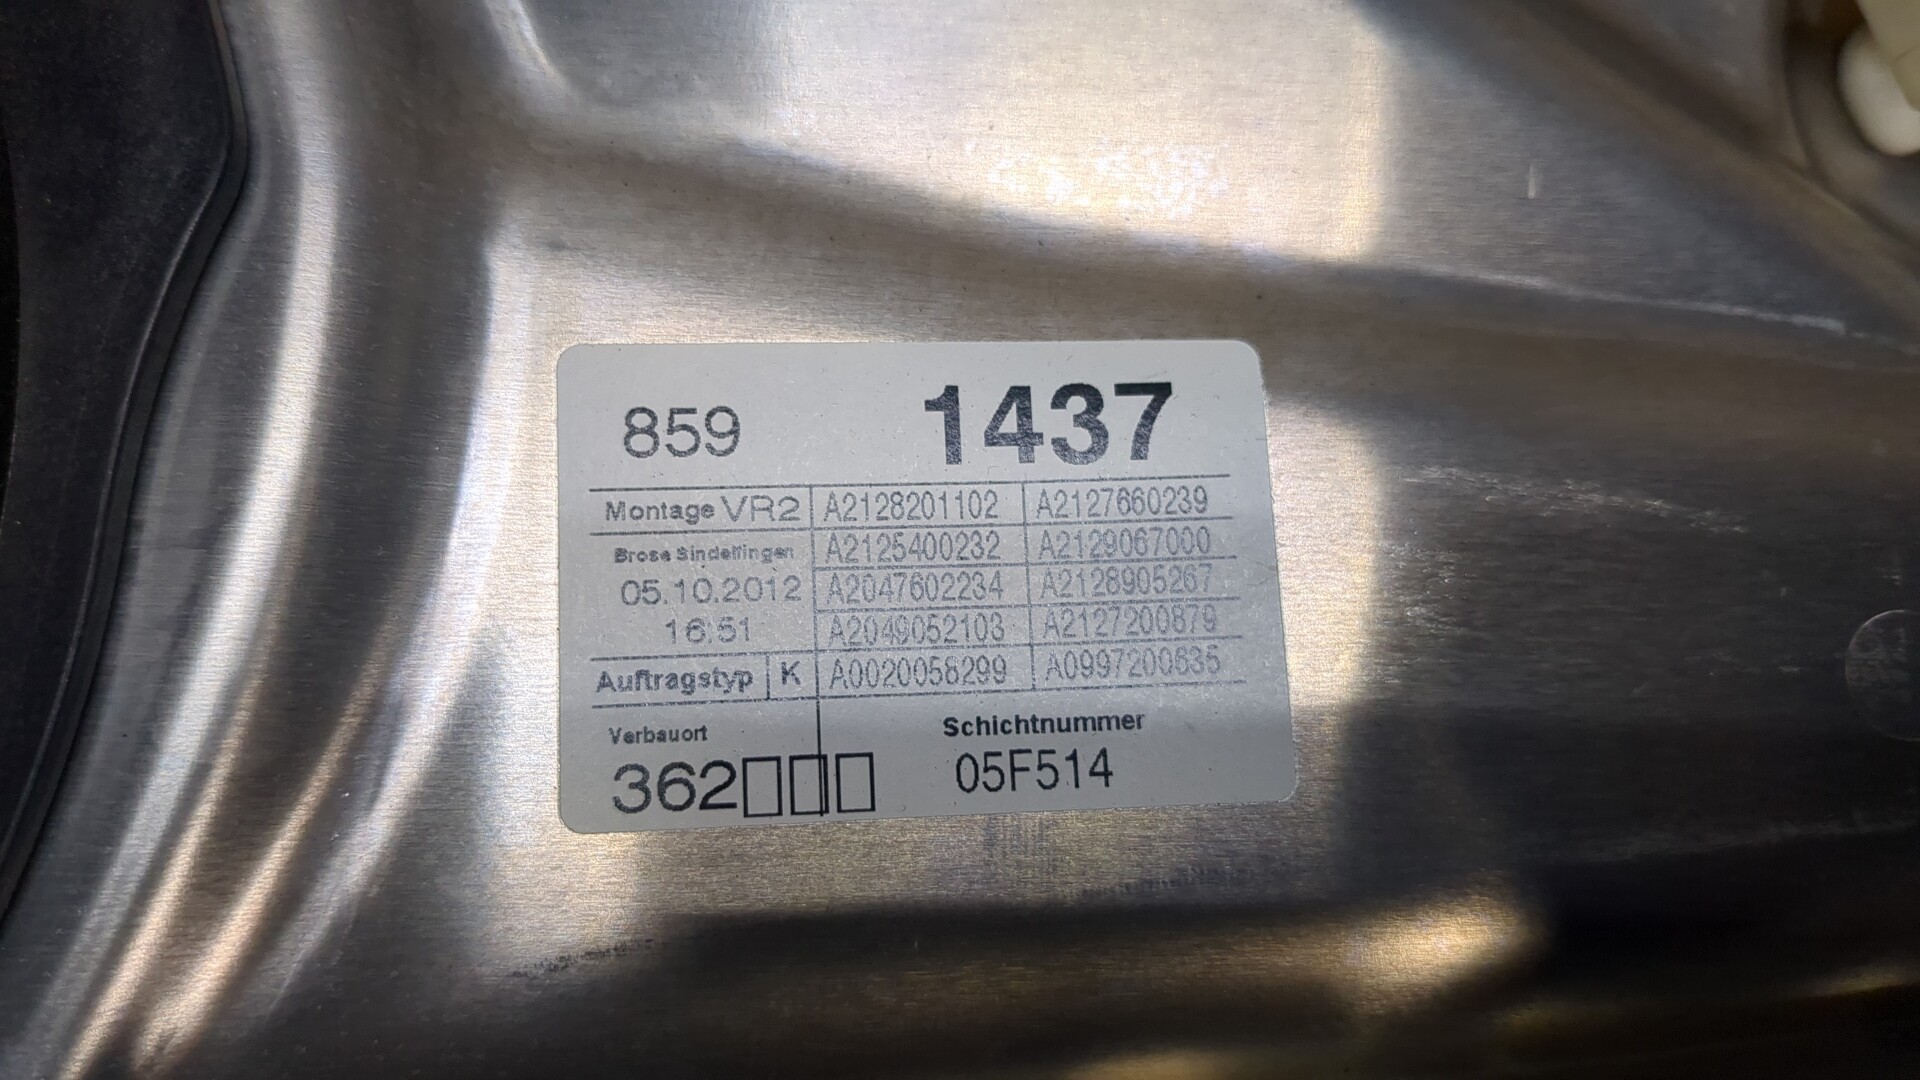 859 1437
Montage VR2 A2128201102 A2127660239
Brose Sindelfingen A2125400232 A2129067000
05.10.2012 A2047602234 A2128905267
16:51 A2049052103 A2127200879
Auftragstyp K A0020058299 A0997200635
Verbauort Schichtnummer
362▯▯▯ 05F514